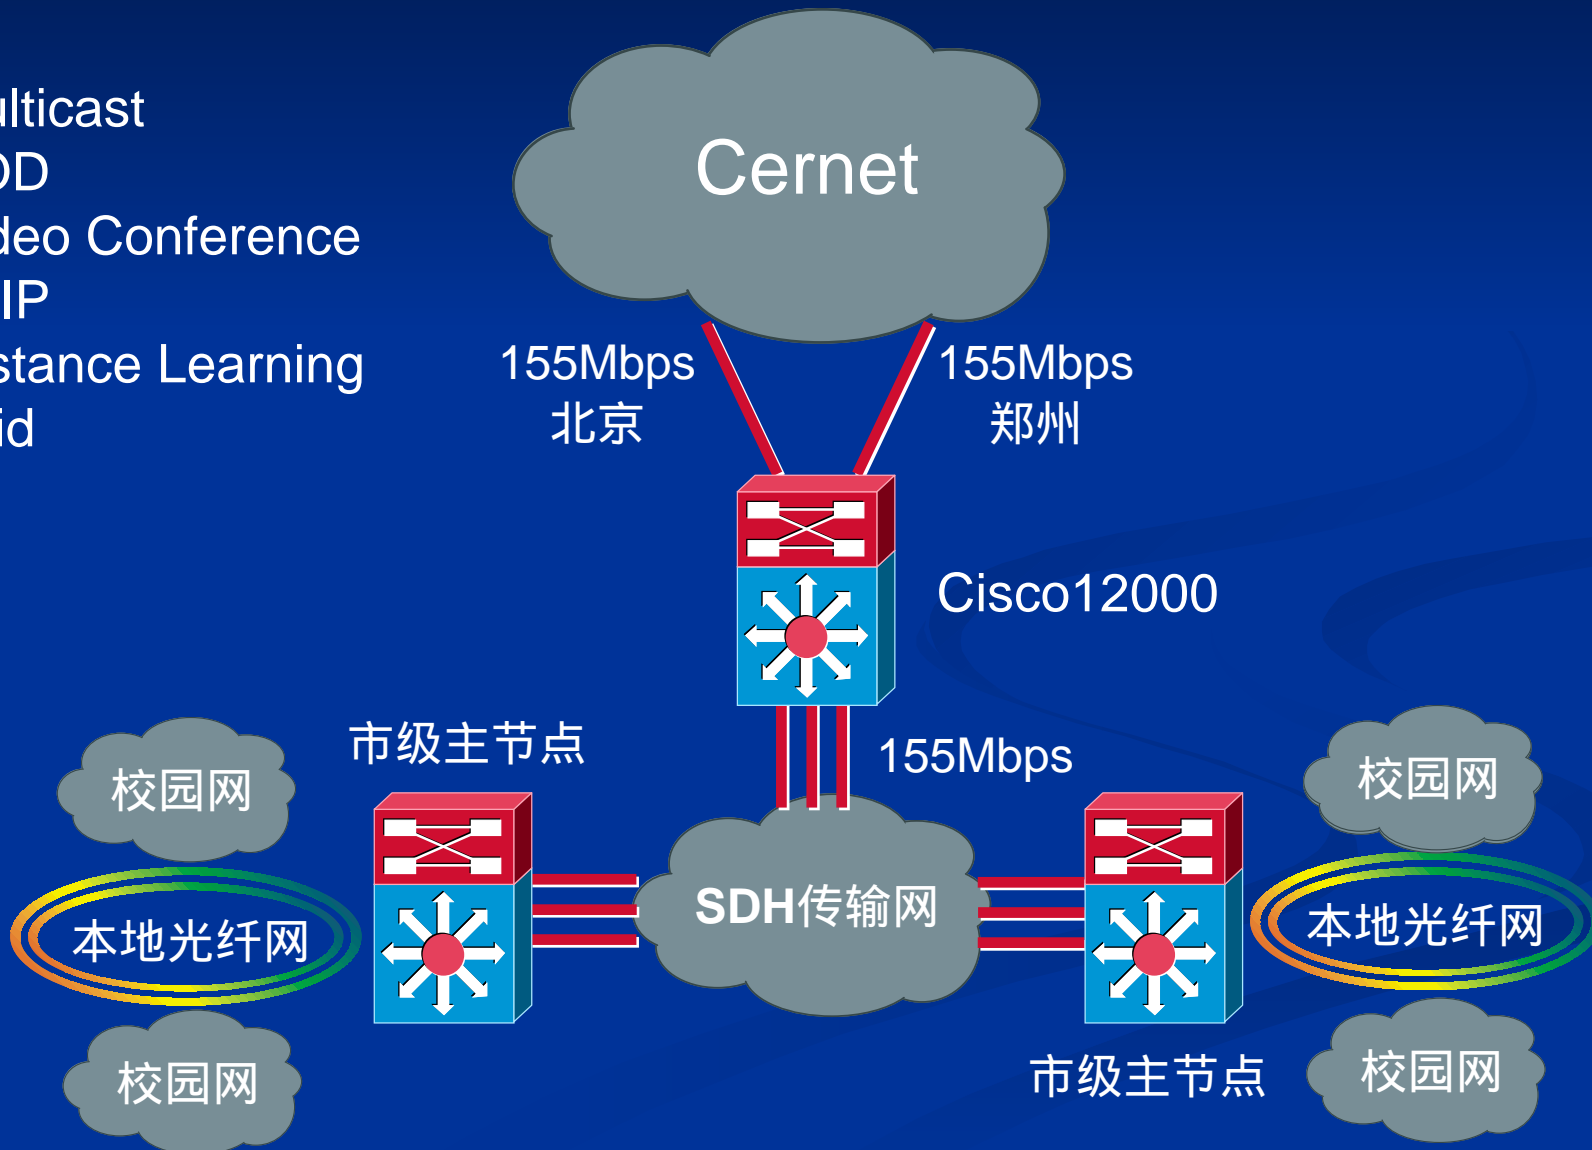 ulticast
OD
deo Conference
IP
stance Learning
id
Cernet
155Mbps
北京
155Mbps
郑州
Cisco12000
市级主节点
155Mbps
校园网
校园网
SDH传输网
本地光纤网
本地光纤网
校园网
市级主节点
校园网